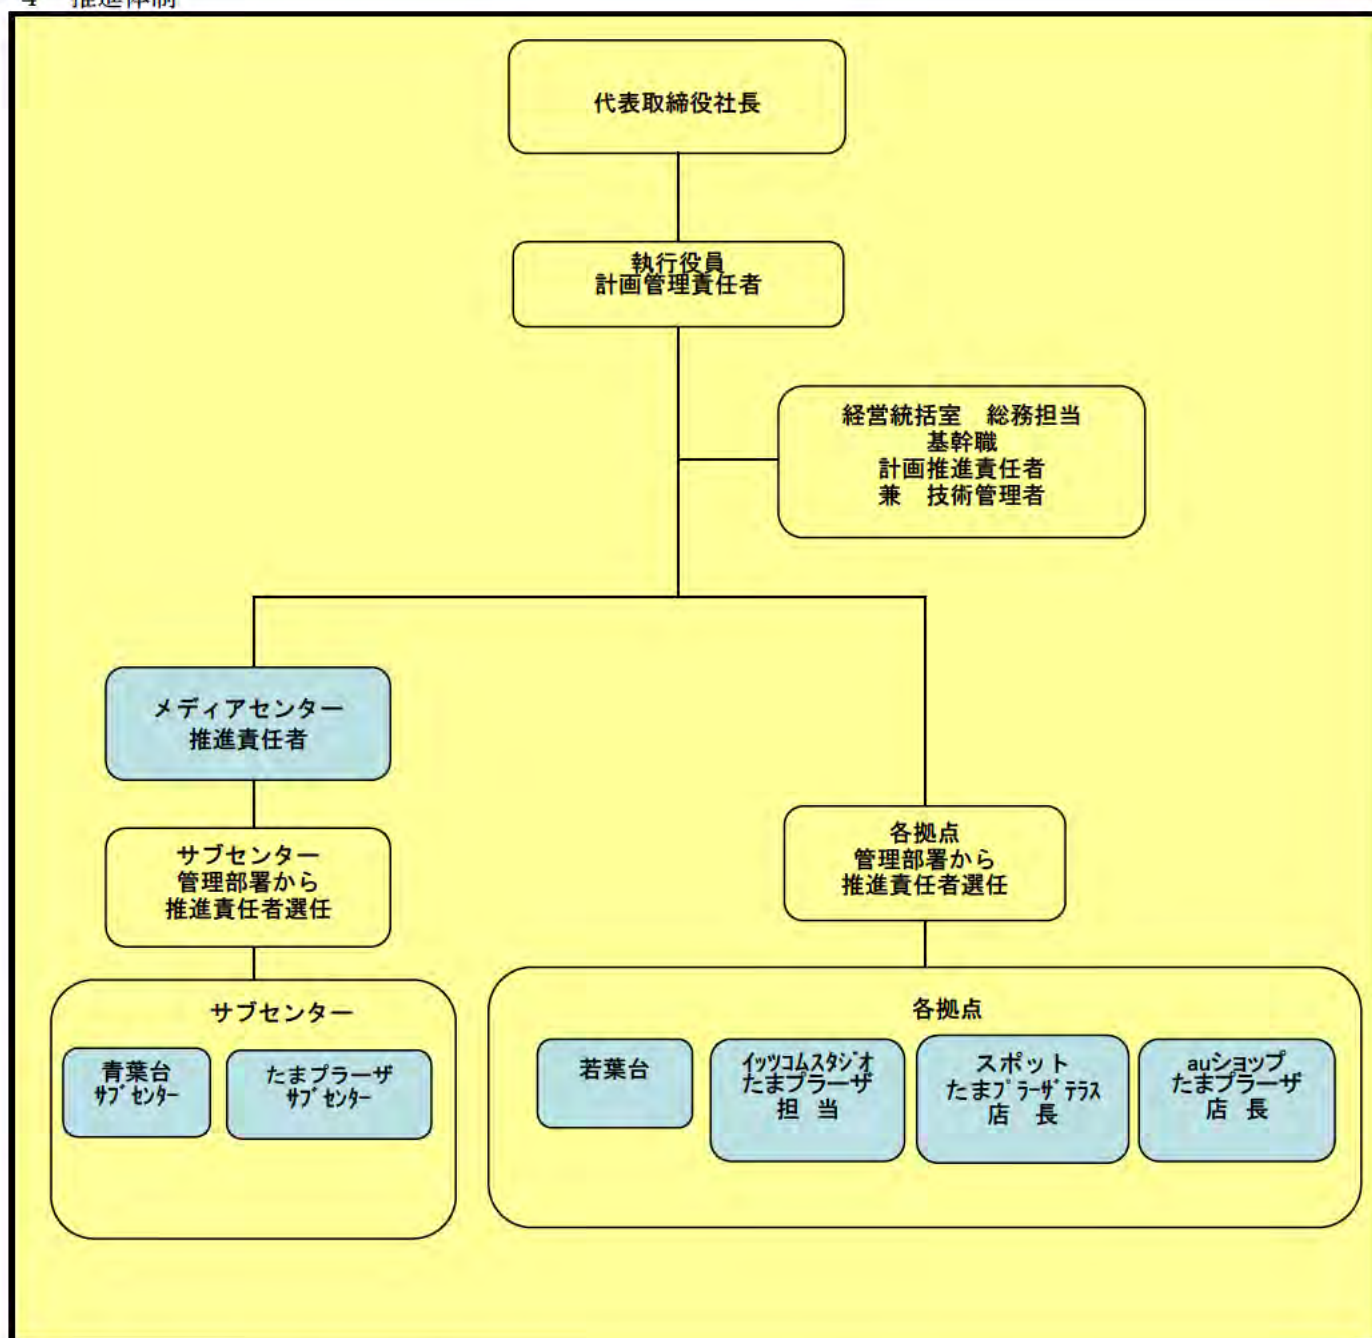 4　推進体制
代表取締役社長
執行役員
計画管理責任者
経営統括室　総務担当
基幹職
計画推進責任者
兼　技術管理者
メディアセンター
推進責任者
サブセンター
管理部署から
推進責任者選任
各拠点
管理部署から
推進責任者選任
サブセンター
青葉台
ｻﾌﾞｾﾝﾀｰ
たまプラーザ
ｻﾌﾞｾﾝﾀｰ
各拠点
若葉台
ｲｯﾂｺﾑｽﾀｼﾞｵ
たまプラーザ
担　当
スポット
たまﾌﾟﾗｰｻﾞﾃﾗｽ
店　長
auショップ
たまプラーザ
店　長